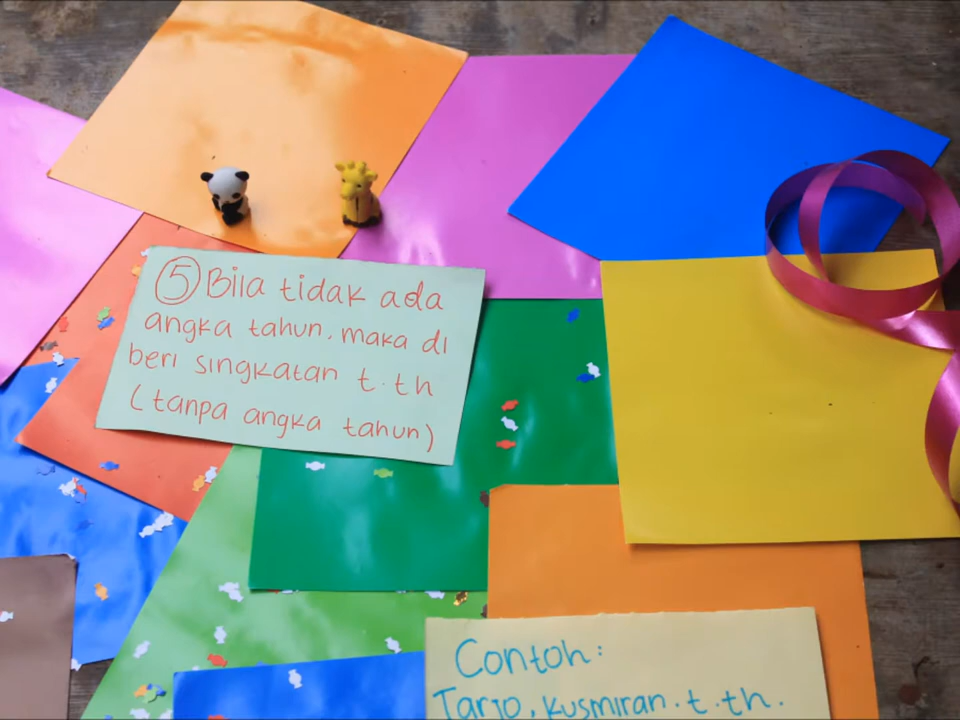 ⑤ Bila tidak ada
angka tahun. maka di
beri singkatan t.th
(tanpa angka tahun)
Contoh:
Tarjo, kusmiran. t. th.